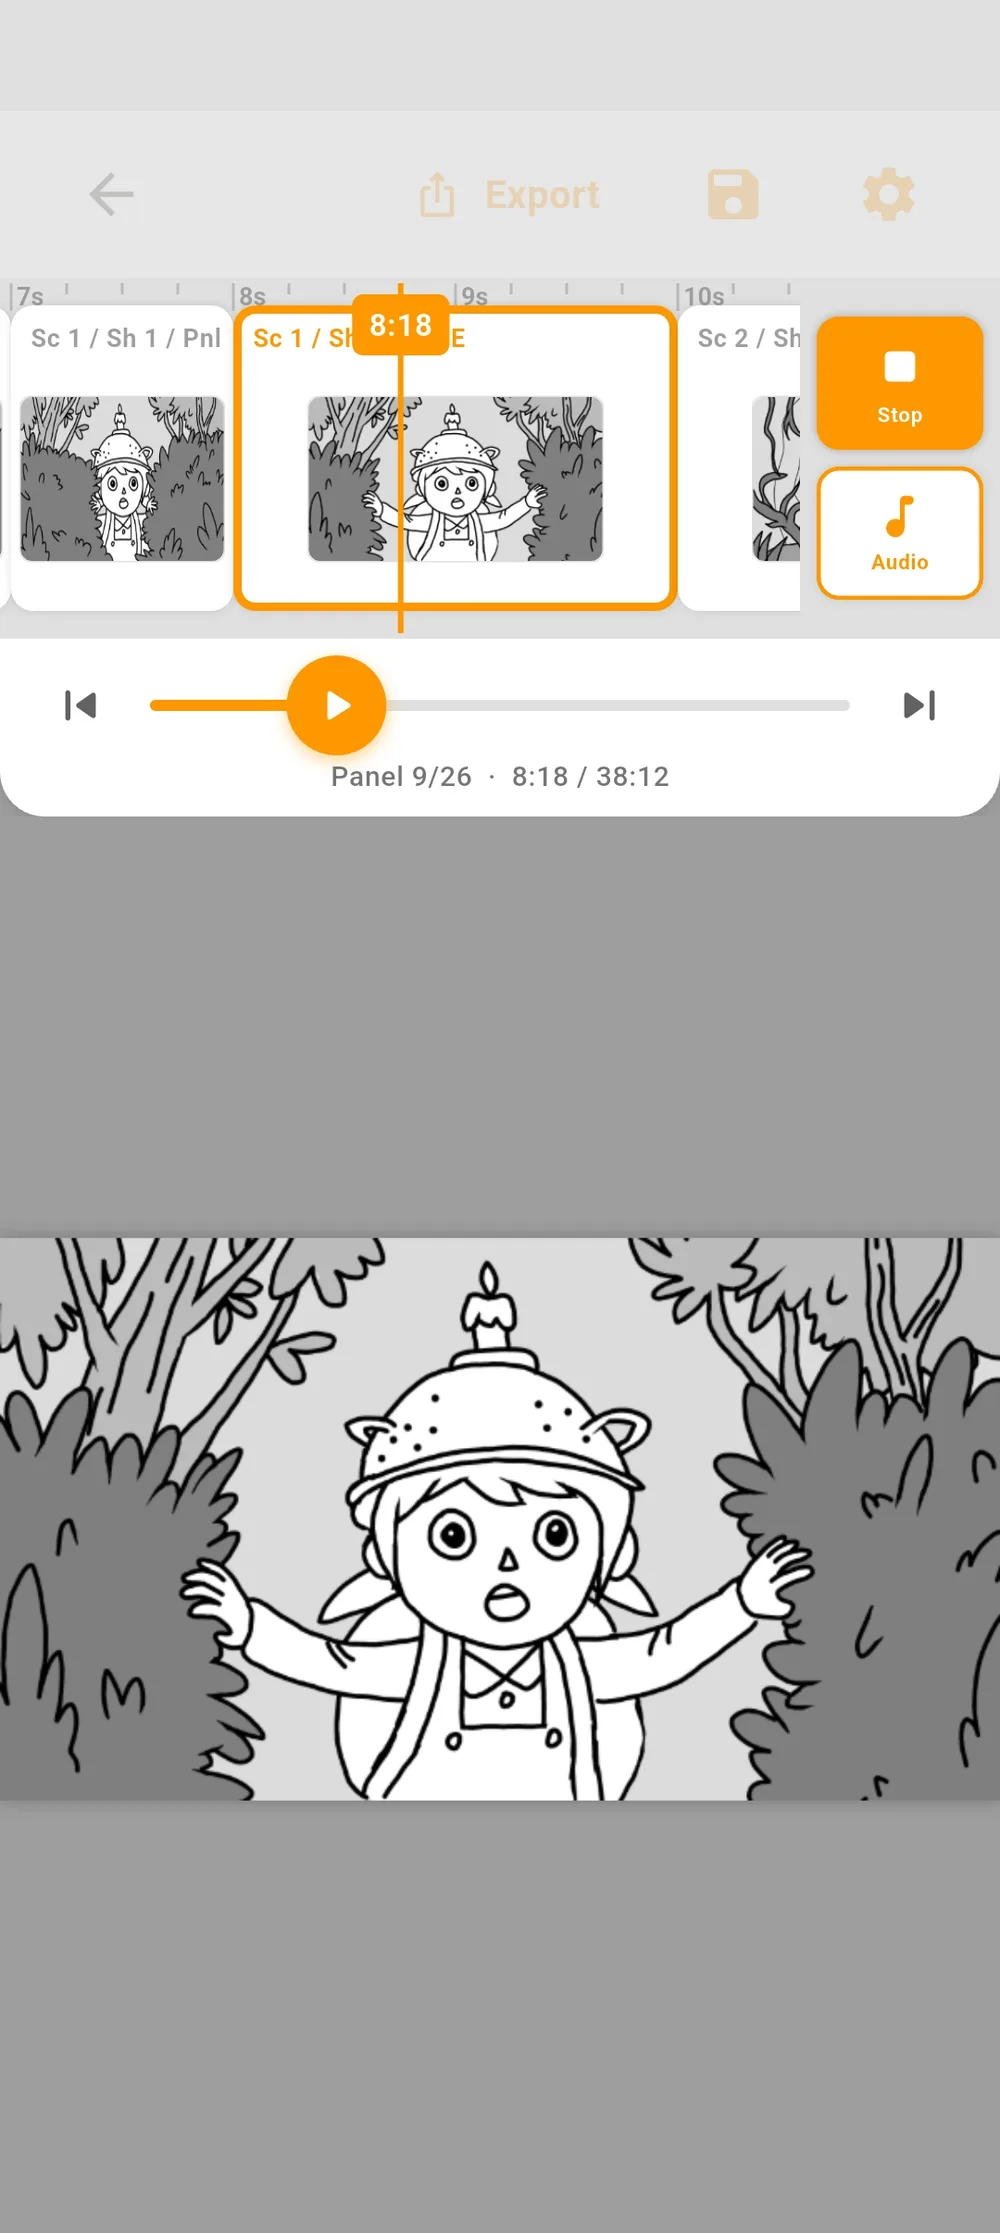 Export
7s 8s 9s 10s
Sc 1 / Sh 1 / Pnl
Sc 1 / Sh E
8:18
Sc 2 / Sh
Stop
Audio
Panel 9/26 · 8:18 / 38:12